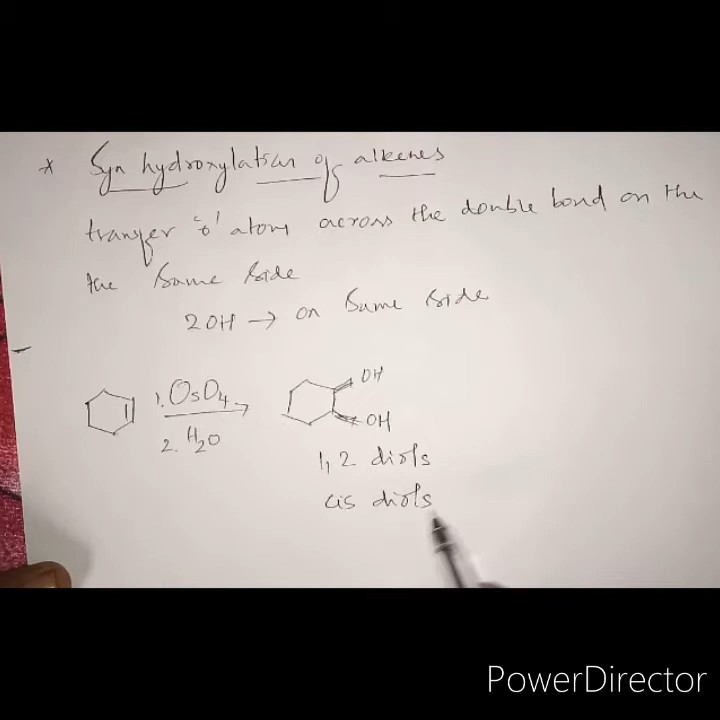 * Syn hydroxylation of alkenes
transfer 'o' atom across the double bond on the
the same side
2OH → on same side
1. OsO4
2. H2O
OH
OH
1,2 diols
cis diols
PowerDirector